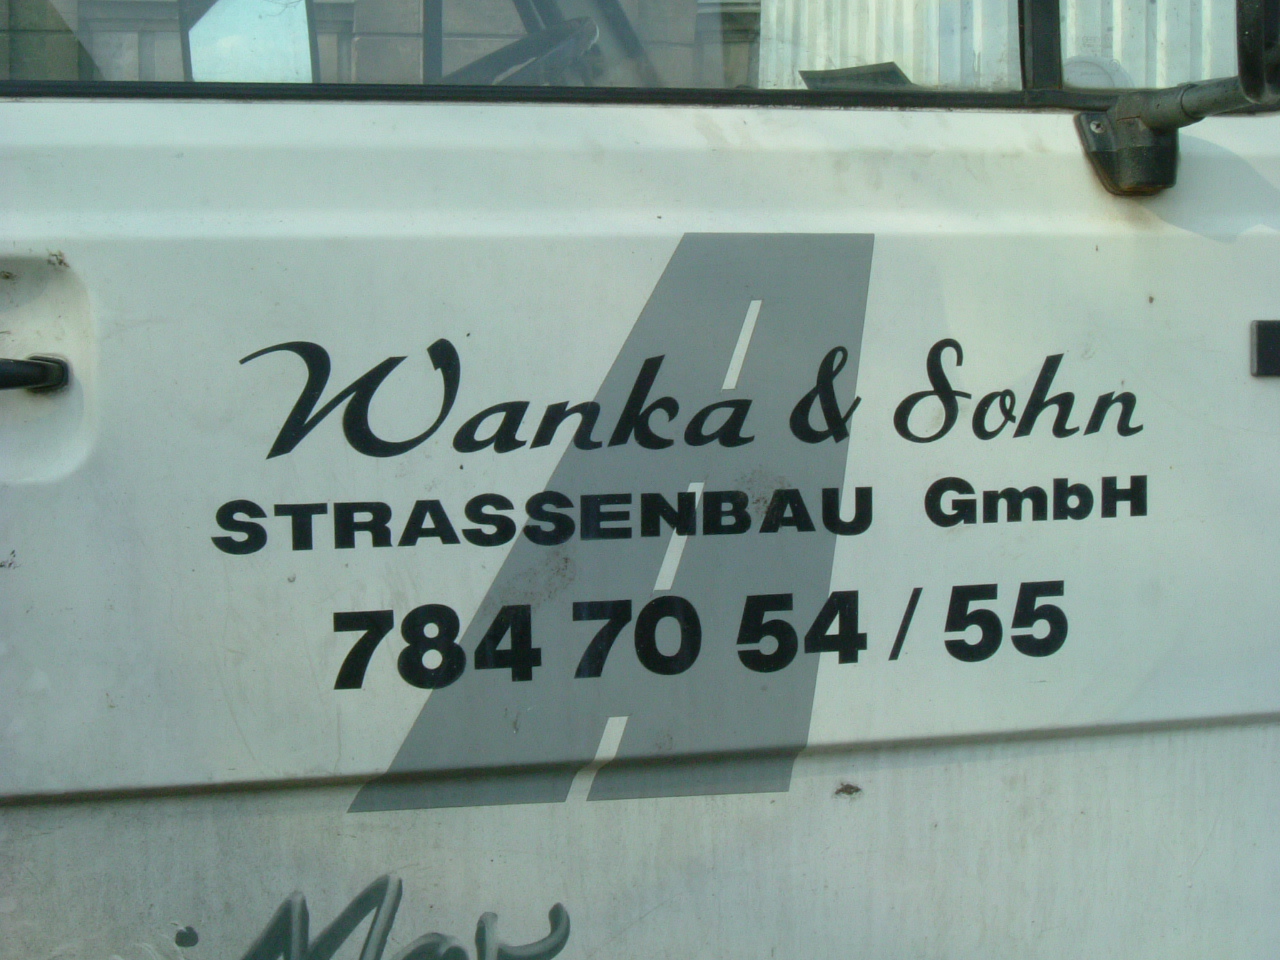 Wanka & Sohn
STRASSENBAU GmbH
784 70 54 / 55